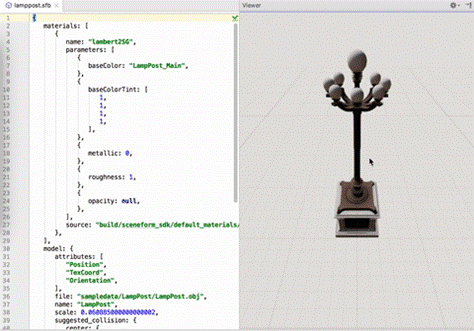 lamppost.sfb
Viewer
1 {
2 materials: [
3 {
4 name: "lambert2SG",
5 parameters: [
6 {
7 baseColor: "LampPost_Main",
8 },
9 {
10 baseColorTint: [
11 1,
12 1,
13 1,
14 1,
15 ],
16 },
17 {
18 metallic: 0,
19 },
20 {
21 roughness: 1,
22 },
23 {
24 opacity: null,
25 },
26 ],
27 source: "build/sceneform_sdk/default_materials/
28 },
29 ],
30 model: {
31 attributes: [
32 "Position",
33 "TexCoord",
34 "Orientation",
35 ],
36 file: "sampledata/LampPost/LampPost.obj",
37 name: "LampPost",
38 scale: 0.060885000000000002,
39 suggested_collision: {
center: {